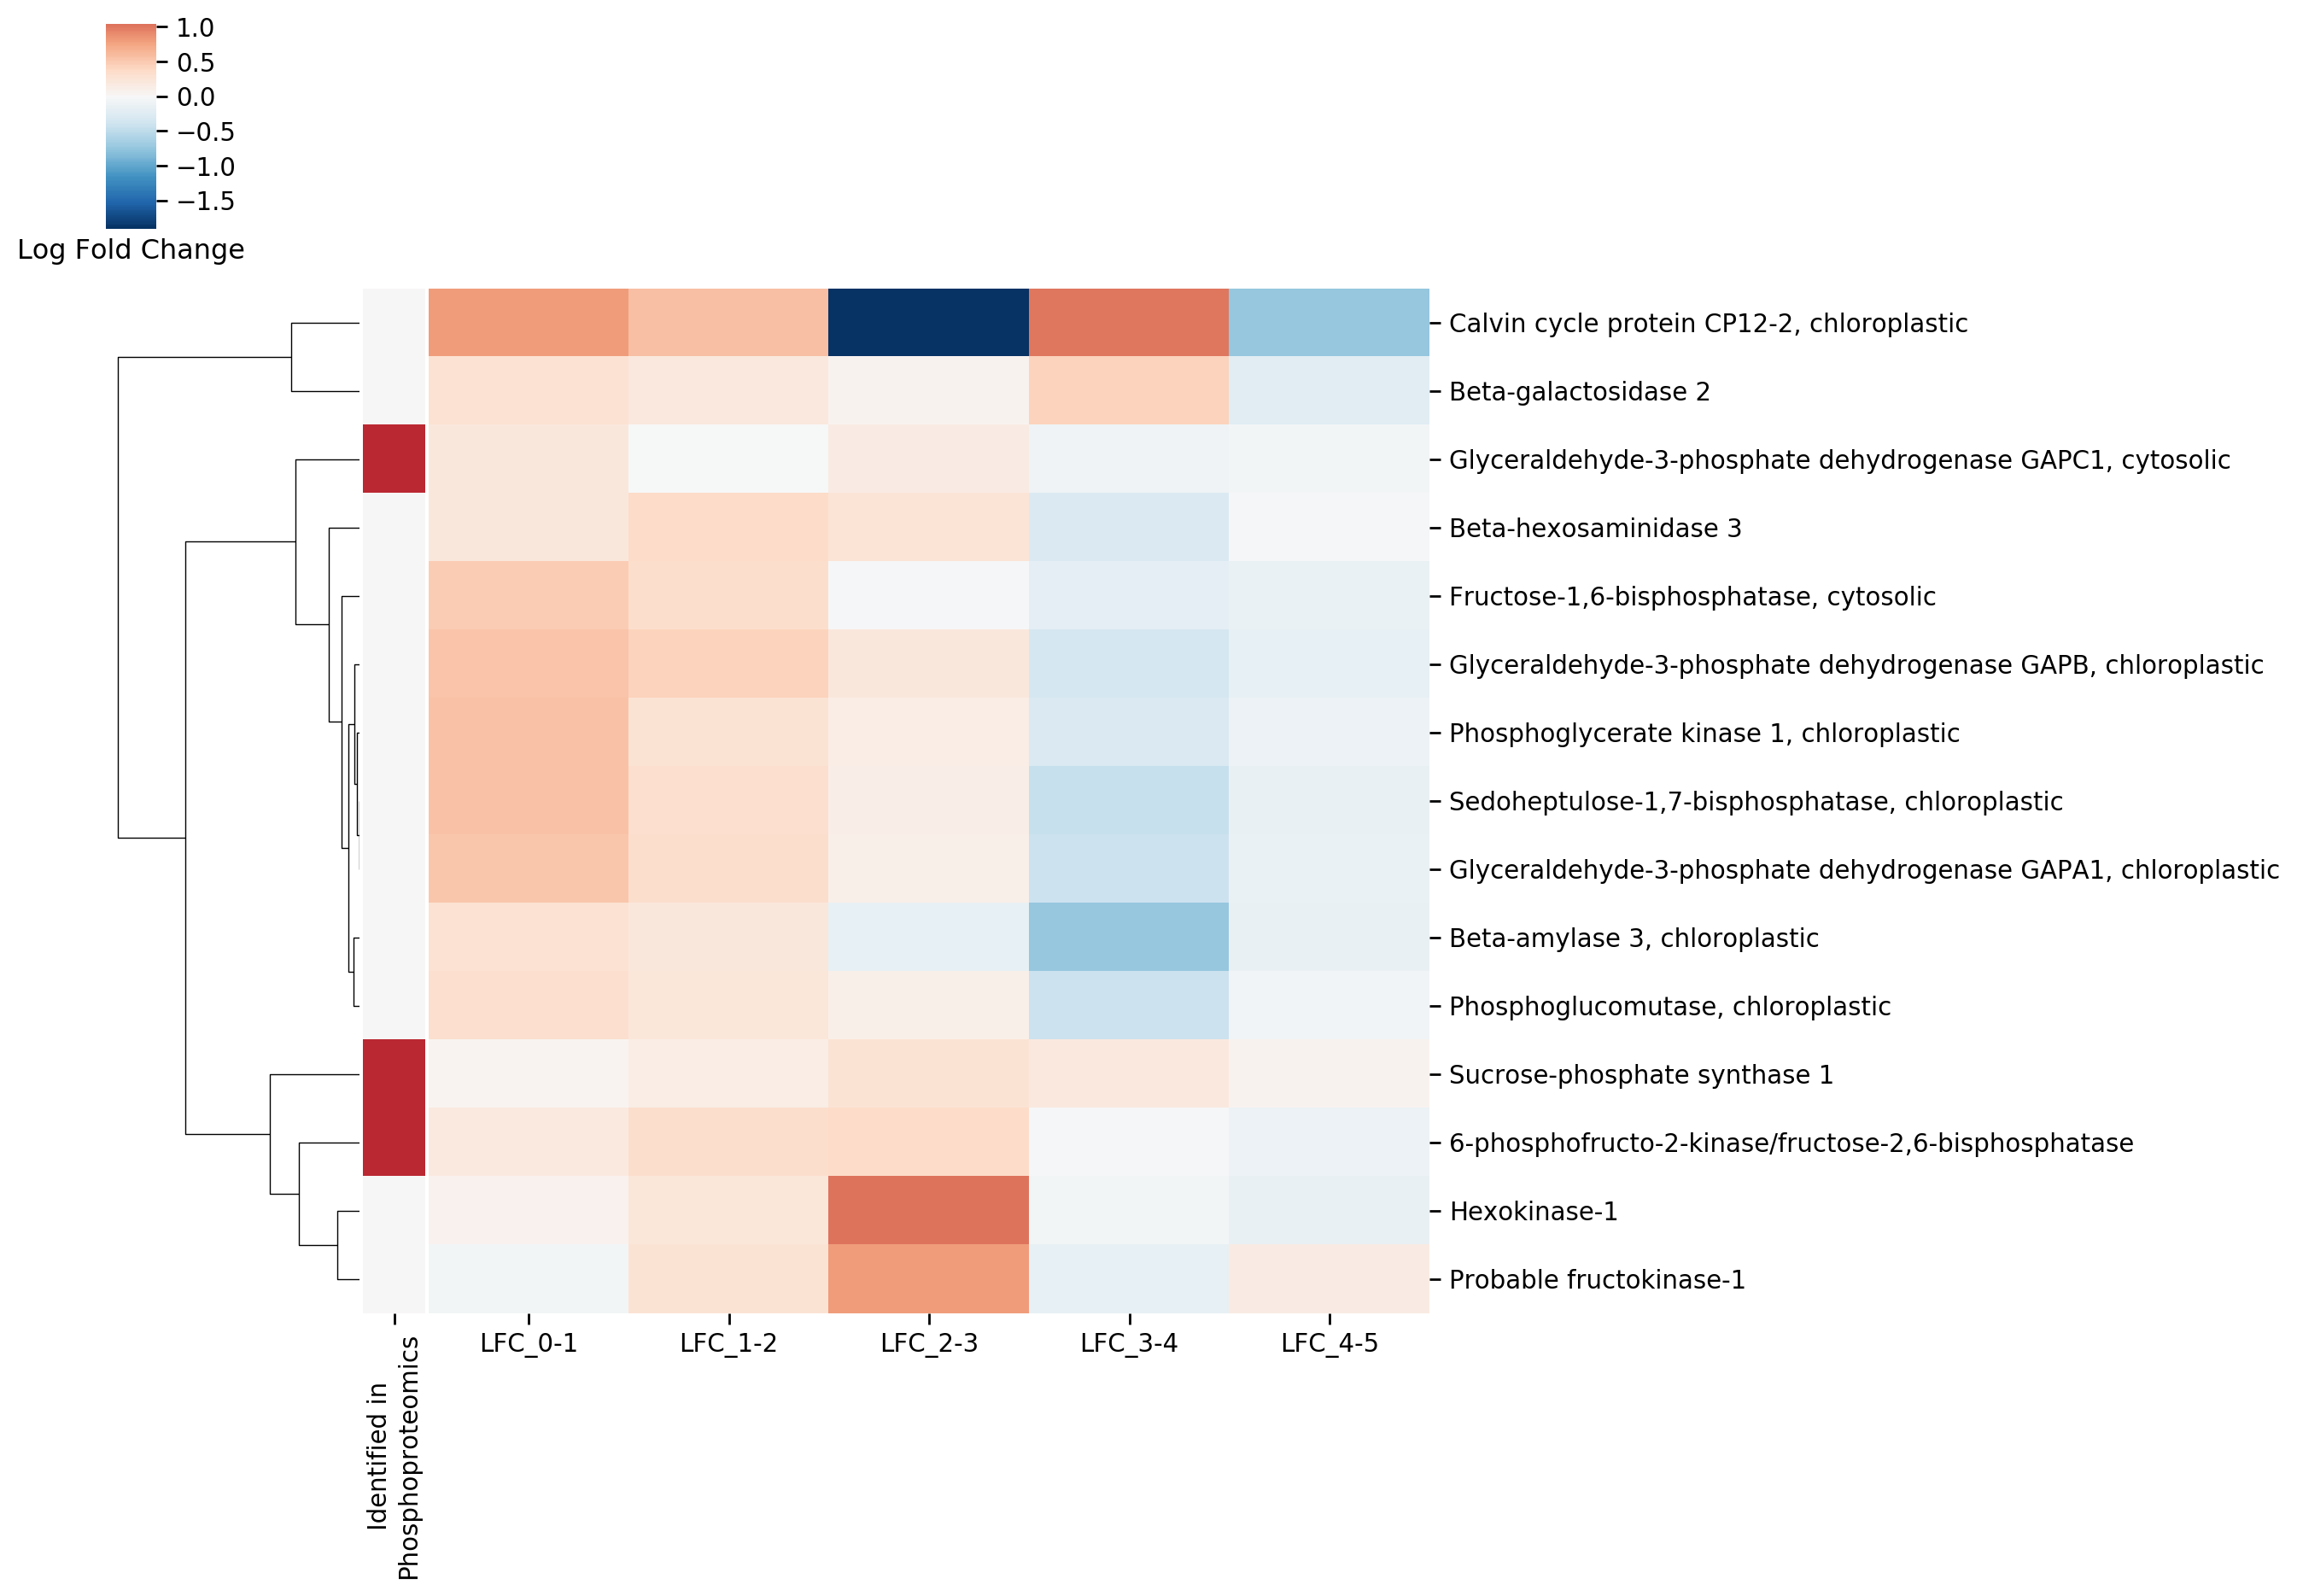 1.0
0.5
0.0
−0.5
−1.0
−1.5
Log Fold Change
Calvin cycle protein CP12-2, chloroplastic
Beta-galactosidase 2
Glyceraldehyde-3-phosphate dehydrogenase GAPC1, cytosolic
Beta-hexosaminidase 3
Fructose-1,6-bisphosphatase, cytosolic
Glyceraldehyde-3-phosphate dehydrogenase GAPB, chloroplastic
Phosphoglycerate kinase 1, chloroplastic
Sedoheptulose-1,7-bisphosphatase, chloroplastic
Glyceraldehyde-3-phosphate dehydrogenase GAPA1, chloroplastic
Beta-amylase 3, chloroplastic
Phosphoglucomutase, chloroplastic
Sucrose-phosphate synthase 1
6-phosphofructo-2-kinase/fructose-2,6-bisphosphatase
Hexokinase-1
Probable fructokinase-1
LFC_0-1 LFC_1-2 LFC_2-3 LFC_3-4 LFC_4-5
Identified in
Phosphoproteomics